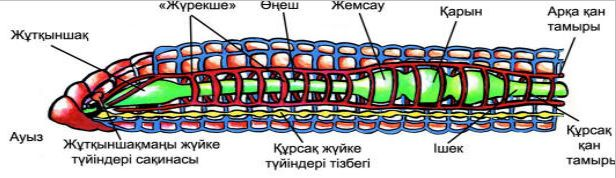 «Жүрекше»
Өңеш
Жемсау
Қарын
Арқа қан
тамыры
Жұтқыншақ
Ауыз
Жұтқыншақмаңы жүйке
түйіндері сақинасы
Құрсақ жүйке
түйіндері тізбегі
Ішек
Құрсақ
қан
тамыры